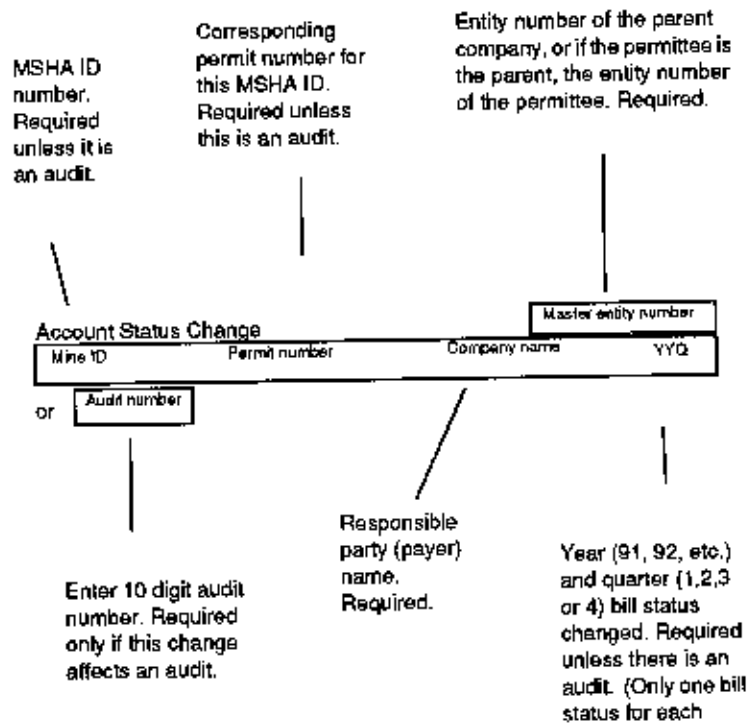 MSHA ID
number.
Required
unless it is
an audit.
Corresponding
permit number for
this MSHA ID.
Required unless
this is an audit.
Entity number of the parent
company, or if the permittee is
the parent, the entity number
of the permittee. Required.
Master entity number
Account Status Change
Mine ID Permit number Company name YYQ
or Audit number
Enter 10 digit audit
number. Required
only if this change
affects an audit.
Responsible
party (payer)
name.
Required.
Year (91, 92, etc.)
and quarter (1,2,3
or 4) bill status
changed. Required
unless there is an
audit. (Only one bill
status for each